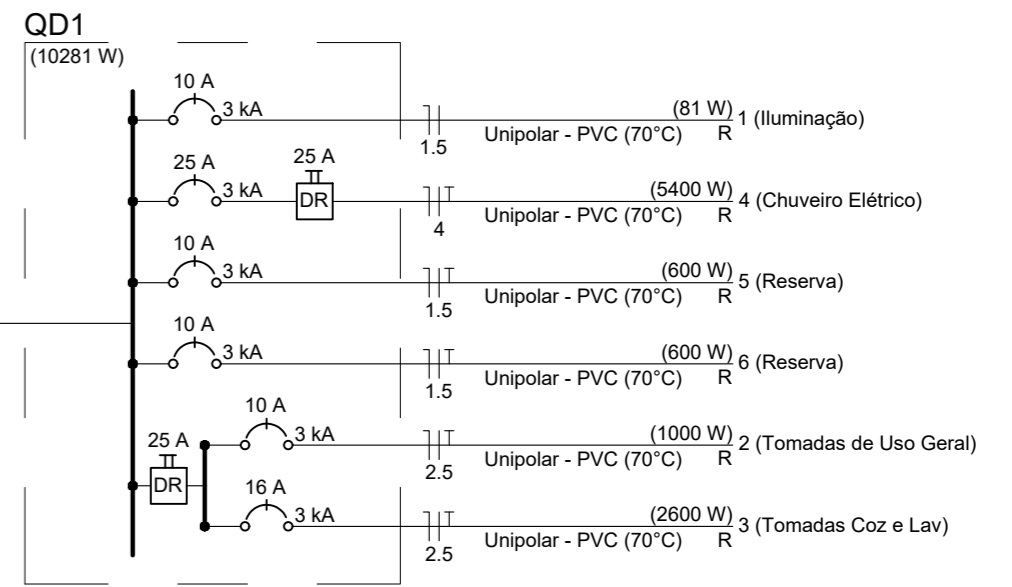 QD1
(10281 W)
10 A
3 kA
1.5
(81 W)
Unipolar - PVC (70°C)
R
1 (Iluminação)
25 A
3 kA
25 A
DR
4
(5400 W)
Unipolar - PVC (70°C)
R
4 (Chuveiro Elétrico)
10 A
3 kA
1.5
(600 W)
Unipolar - PVC (70°C)
R
5 (Reserva)
10 A
3 kA
1.5
(600 W)
Unipolar - PVC (70°C)
R
6 (Reserva)
25 A
DR
10 A
3 kA
2.5
(1000 W)
Unipolar - PVC (70°C)
R
2 (Tomadas de Uso Geral)
16 A
3 kA
2.5
(2600 W)
Unipolar - PVC (70°C)
R
3 (Tomadas Coz e Lav)